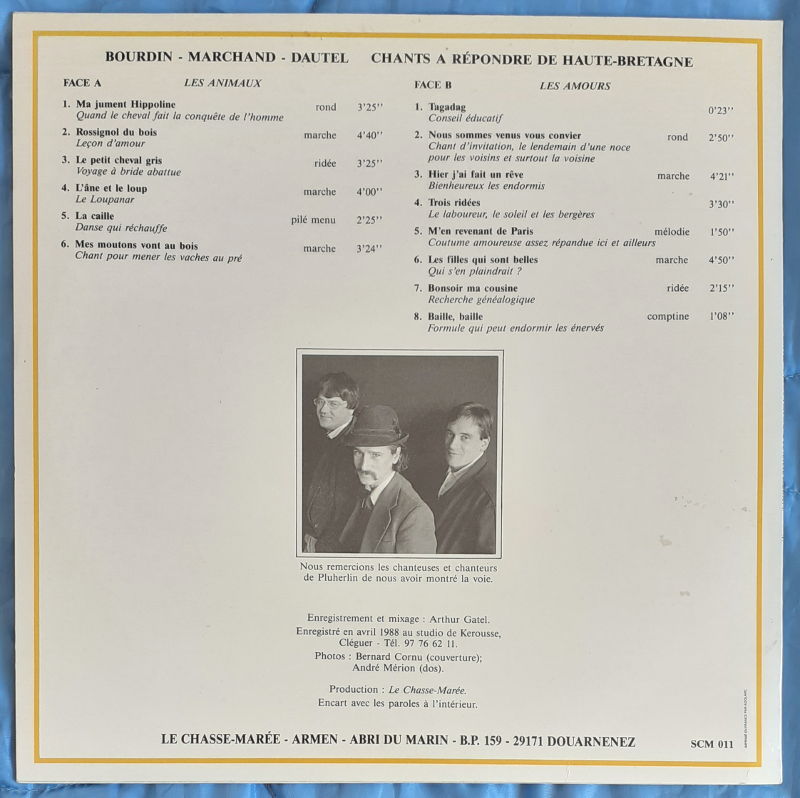 BOURDIN - MARCHAND - DAUTEL CHANTS A RÉPONDRE DE HAUTE-BRETAGNE
FACE A LES ANIMAUX
1. Ma jument Hippoline rond 3'25''
Quand le cheval fait la conquête de l'homme
2. Rossignol du bois marche 4'40''
Leçon d'amour
3. Le petit cheval gris ridée 3'25''
Voyage à bride abattue
4. L'âne et le loup marche 4'00''
Le Loupanar
5. La caille pilé menu 2'25''
Danse qui réchauffe
6. Mes moutons vont au bois marche 3'24''
Chant pour mener les vaches au pré
FACE B LES AMOURS
1. Tagadag 0'23''
Conseil éducatif
2. Nous sommes venus vous convier rond 2'50''
Chant d'invitation, le lendemain d'une noce
pour les voisins et surtout la voisine
3. Hier j'ai fait un rêve marche 4'21''
Bienheureux les endormis
4. Trois ridées 3'30''
Le laboureur, le soleil et les bergères
5. M'en revenant de Paris mélodie 1'50''
Coutume amoureuse assez répandue ici et ailleurs
6. Les filles qui sont belles marche 4'50''
Qui s'en plaindrait ?
7. Bonsoir ma cousine ridée 2'15''
Recherche généalogique
8. Baille, baille comptine 1'08''
Formule qui peut endormir les énervés
Nous remercions les chanteuses et chanteurs
de Pluherlin de nous avoir montré la voie.
Enregistrement et mixage : Arthur Gatel.
Enregistré en avril 1988 au studio de Kerousse,
Cléguer - Tél. 97 76 62 11.
Photos : Bernard Cornu (couverture);
André Mérion (dos).
Production : Le Chasse-Marée.
Encart avec les paroles à l'intérieur.
LE CHASSE-MARÉE - ARMEN - ABRI DU MARIN - B.P. 159 - 29171 DOUARNENEZ
SCM 011